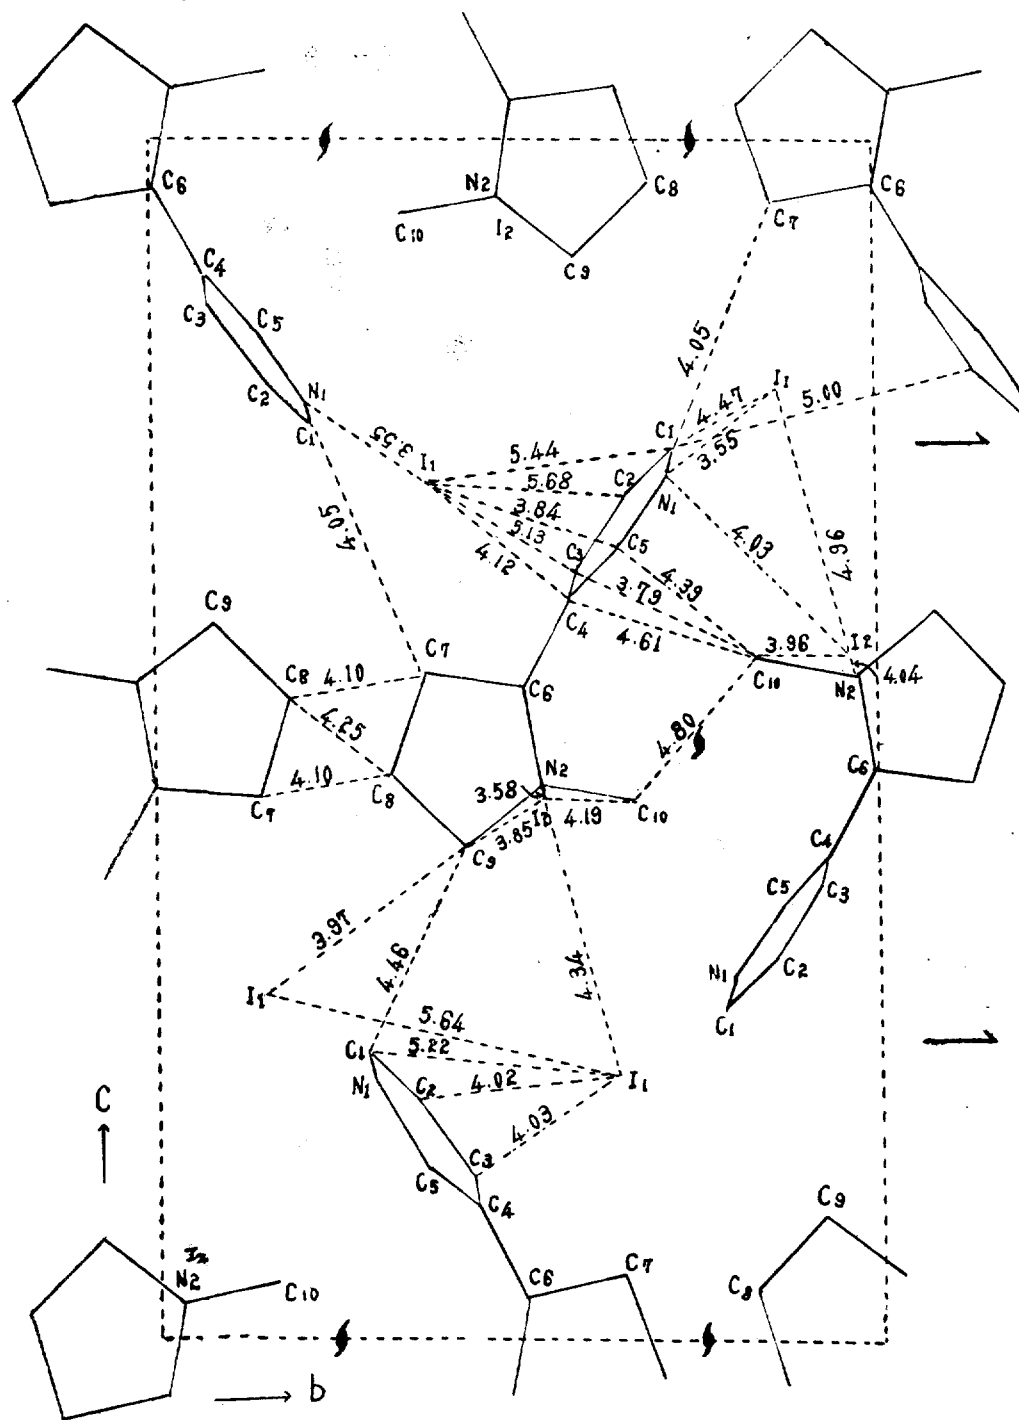 C6
N2
C8
C6
C10
I2
C9
C7
C4
C3
C5
4.05
I1
C2
N1
4.47
5.00
C1
3.55
I1
5.44
C1
3.55
5.68
C2
N1
3.84
4.05
5.13
C3
C5
4.03
4.96
4.12
4.39
3.79
C9
C4
4.61
3.96
I2
C7
C8
4.10
C10
N2
4.04
C6
4.25
4.80
C6
4.10
N2
C7
C8
3.58
C10
4.19
3.85
C9
C4
C5
C3
3.97
4.46
4.34
N1
C2
I1
5.64
C1
C1
5.22
N1
C2
4.02
I1
C
4.03
C3
C5
C4
C9
I2
N2
C10
C6
C7
C8
b